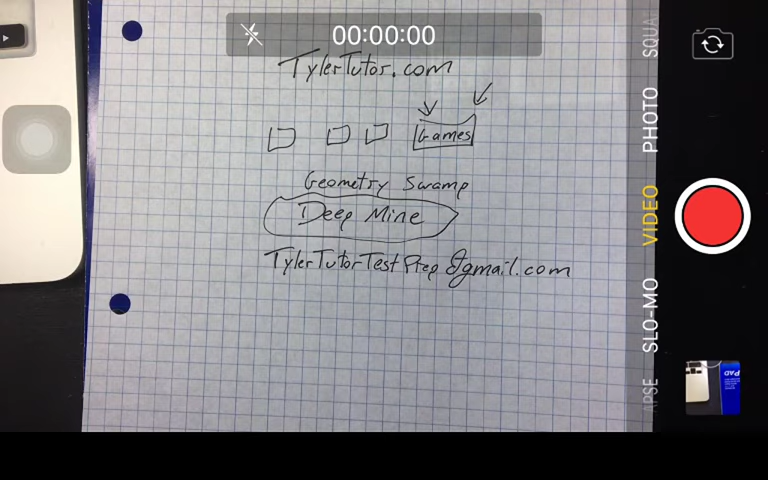 00:00:00
TylerTutor.com
Games
Geometry Swamp
Deep Mine
TylerTutorTestPrep@gmail.com
SQUA
PHOTO
VIDEO
SLO-MO
APSE
PAD